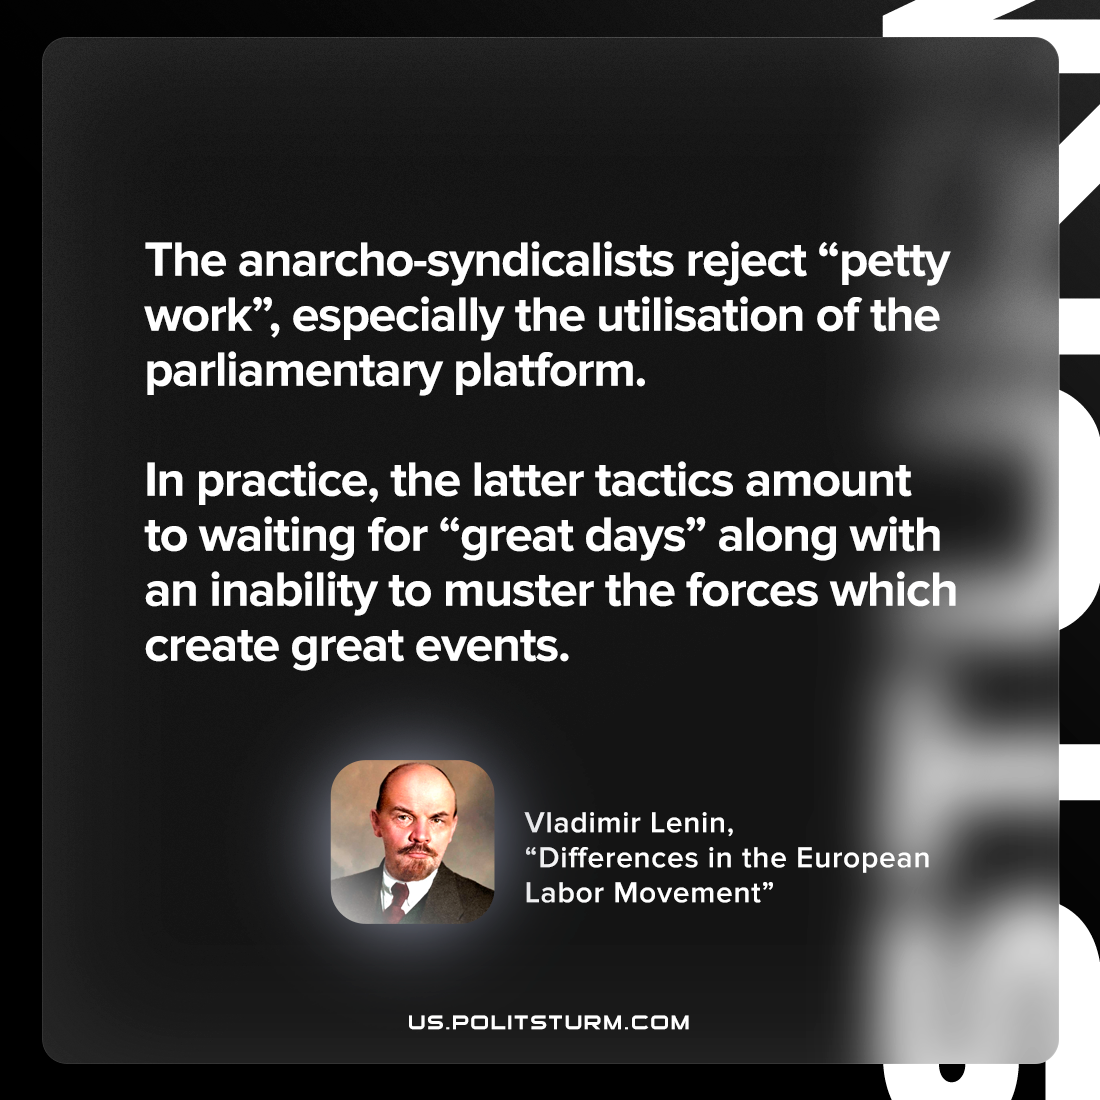 The anarcho-syndicalists reject “petty
work”, especially the utilisation of the
parliamentary platform.
In practice, the latter tactics amount
to waiting for “great days” along with
an inability to muster the forces which
create great events.
Vladimir Lenin,
“Differences in the European
Labor Movement”
US.POLITSTURM.COM